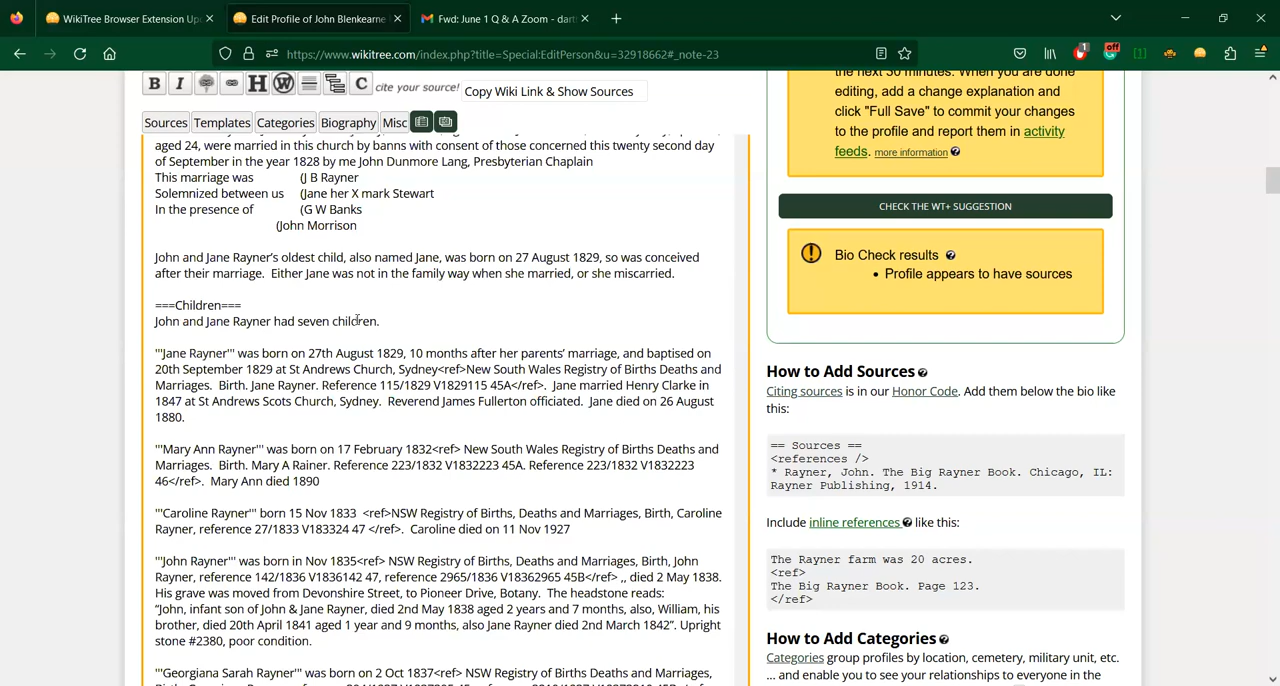 WikiTree Browser Extension Up
Edit Profile of John Blenkearne
Fwd: June 1 Q & A Zoom - dart
https://www.wikitree.com/index.php?title=Special:EditPerson&u=32918662#_note-23
1
off
[1]
B I H W C cite your source!
Copy Wiki Link & Show Sources
Sources Templates Categories Biography Misc
aged 24, were married in this church by banns with consent of those concerned this twenty second day
of September in the year 1828 by me John Dunmore Lang, Presbyterian Chaplain
This marriage was (J B Rayner
Solemnized between us (Jane her X mark Stewart
In the presence of (G W Banks
(John Morrison
John and Jane Rayner's oldest child, also named Jane, was born on 27 August 1829, so was conceived
after their marriage. Either Jane was not in the family way when she married, or she miscarried.
===Children===
John and Jane Rayner had seven children.
'''Jane Rayner''' was born on 27th August 1829, 10 months after her parents' marriage, and baptised on
20th September 1829 at St Andrews Church, Sydney<ref>New South Wales Registry of Births Deaths and
Marriages. Birth. Jane Rayner. Reference 115/1829 V1829115 45A</ref>. Jane married Henry Clarke in
1847 at St Andrews Scots Church, Sydney. Reverend James Fullerton officiated. Jane died on 26 August
1880.
'''Mary Ann Rayner''' was born on 17 February 1832<ref> New South Wales Registry of Births Deaths and
Marriages. Birth. Mary A Rainer. Reference 223/1832 V1832223 45A. Reference 223/1832 V1832223
46</ref>. Mary Ann died 1890
'''Caroline Rayner''' born 15 Nov 1833 <ref>NSW Registry of Births, Deaths and Marriages, Birth, Caroline
Rayner, reference 27/1833 V183324 47 </ref>. Caroline died on 11 Nov 1927
'''John Rayner''' was born in Nov 1835<ref> NSW Registry of Births, Deaths and Marriages, Birth, John
Rayner, reference 142/1836 V1836142 47, reference 2965/1836 V18362965 45B</ref> ,, died 2 May 1838.
His grave was moved from Devonshire Street, to Pioneer Drive, Botany. The headstone reads:
"John, infant son of John & Jane Rayner, died 2nd May 1838 aged 2 years and 7 months, also, William, his
brother, died 20th April 1841 aged 1 year and 9 months, also Jane Rayner died 2nd March 1842". Upright
stone #2380, poor condition.
'''Georgiana Sarah Rayner''' was born on 2 Oct 1837<ref> NSW Registry of Births, Deaths and Marriages,
the next 30 minutes. When you are done
editing, add a change explanation and
click "Full Save" to commit your changes
to the profile and report them in activity
feeds. more information ?
CHECK THE WT+ SUGGESTION
Bio Check results ?
• Profile appears to have sources
How to Add Sources ?
Citing sources is in our Honor Code. Add them below the bio like
this:
== Sources ==
<references />
* Rayner, John. The Big Rayner Book. Chicago, IL:
Rayner Publishing, 1914.
Include inline references ? like this:
The Rayner farm was 20 acres.
<ref>
The Big Rayner Book. Page 123.
</ref>
How to Add Categories ?
Categories group profiles by location, cemetery, military unit, etc.
... and enable you to see your relationships to everyone in the